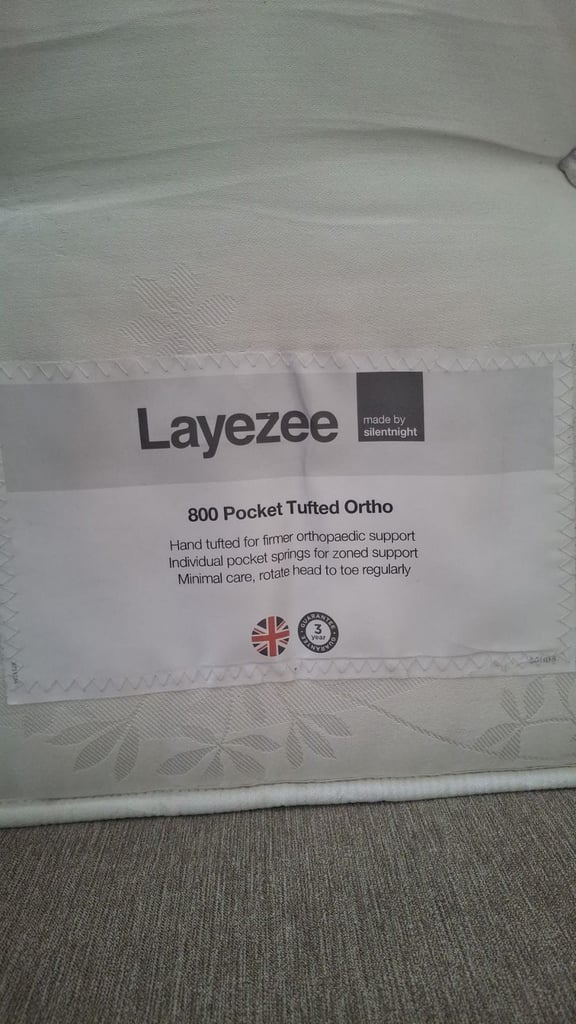 Layezee
made by
silentnight
800 Pocket Tufted Ortho
Hand tufted for firmer orthopaedic support
Individual pocket springs for zoned support
Minimal care, rotate head to toe regularly
GUARANTEE
3
year
GUARANTEE